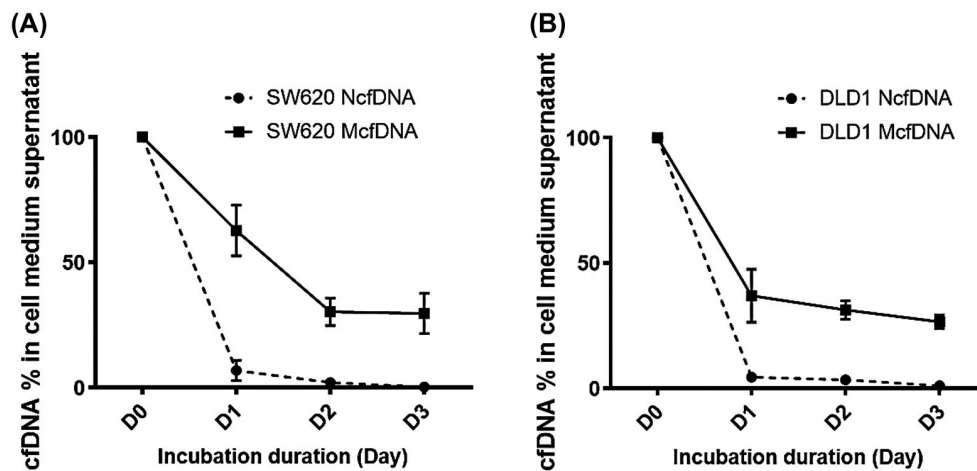 (A)
cfDNA % in cell medium supernatant
SW620 NcfDNA
SW620 McfDNA
100
50
0
D0
D1
D2
D3
Incubation duration (Day)
(B)
cfDNA % in cell medium supernatant
DLD1 NcfDNA
DLD1 McfDNA
100
50
0
D0
D1
D2
D3
Incubation duration (Day)